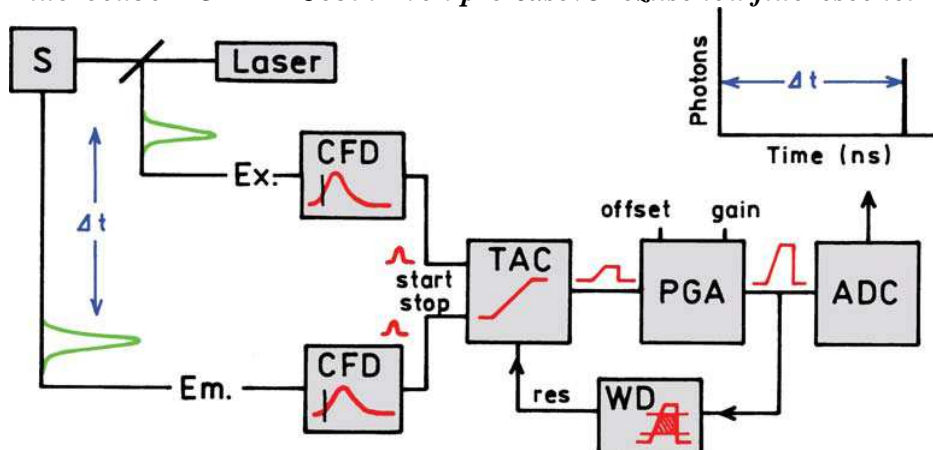 S
Laser
Δt
Ex.
CFD
Em.
CFD
start
stop
TAC
offset
gain
PGA
ADC
res
WD
Photons
Δt
Time (ns)